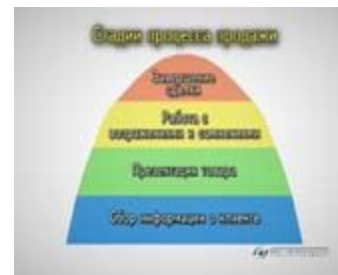 Стадии процесса продажи
Завершение
сделки
Работа с
возражениями и сомнениями
Презентация товара
Сбор информации о клиенте